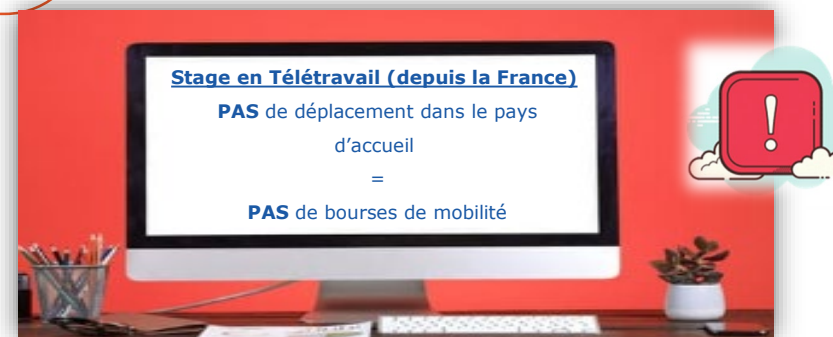 Stage en Télétravail (depuis la France)
PAS de déplacement dans le pays
d’accueil
=
PAS de bourses de mobilité
!